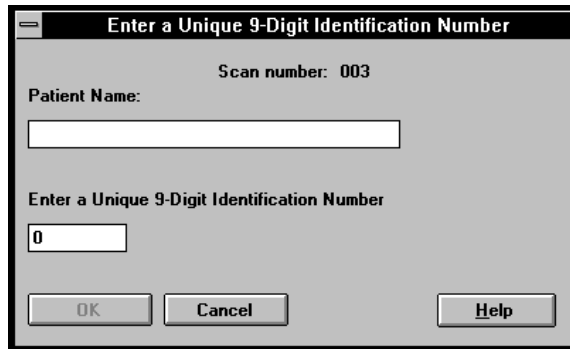 Enter a Unique 9-Digit Identification Number
Scan number: 003
Patient Name:
Enter a Unique 9-Digit Identification Number
0
OK Cancel Help